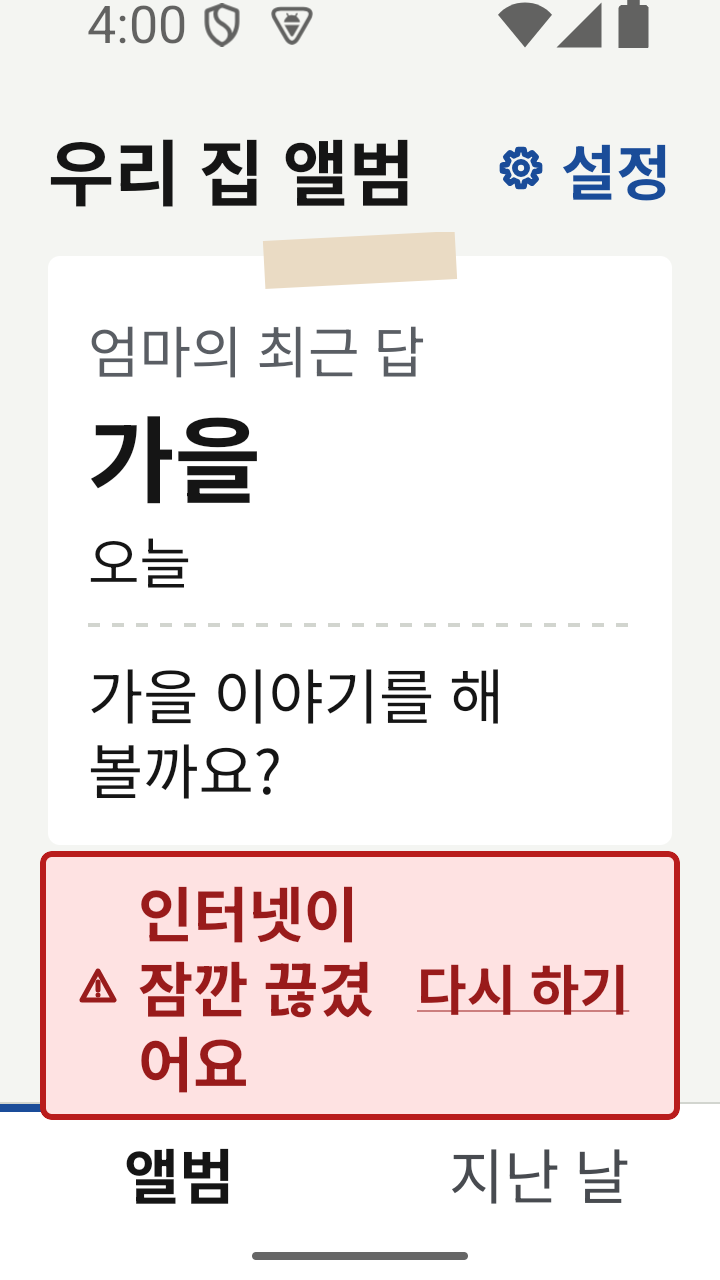 4:00
우리 집 앨범
설정
엄마의 최근 답
가을
오늘
가을 이야기를 해
볼까요?
인터넷이
잠깐 끊겼
어요
다시 하기
앨범
지난 날